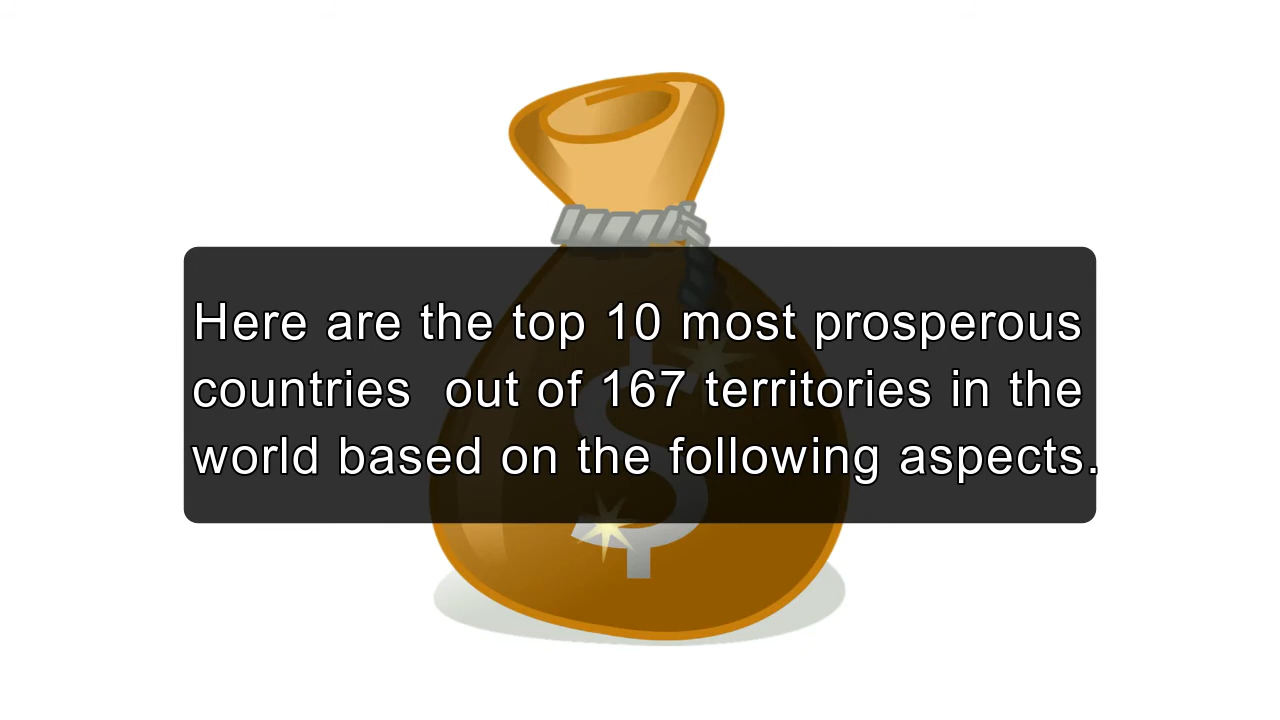 Here are the top 10 most prosperous
countries  out of 167 territories in the
world based on the following aspects.
$